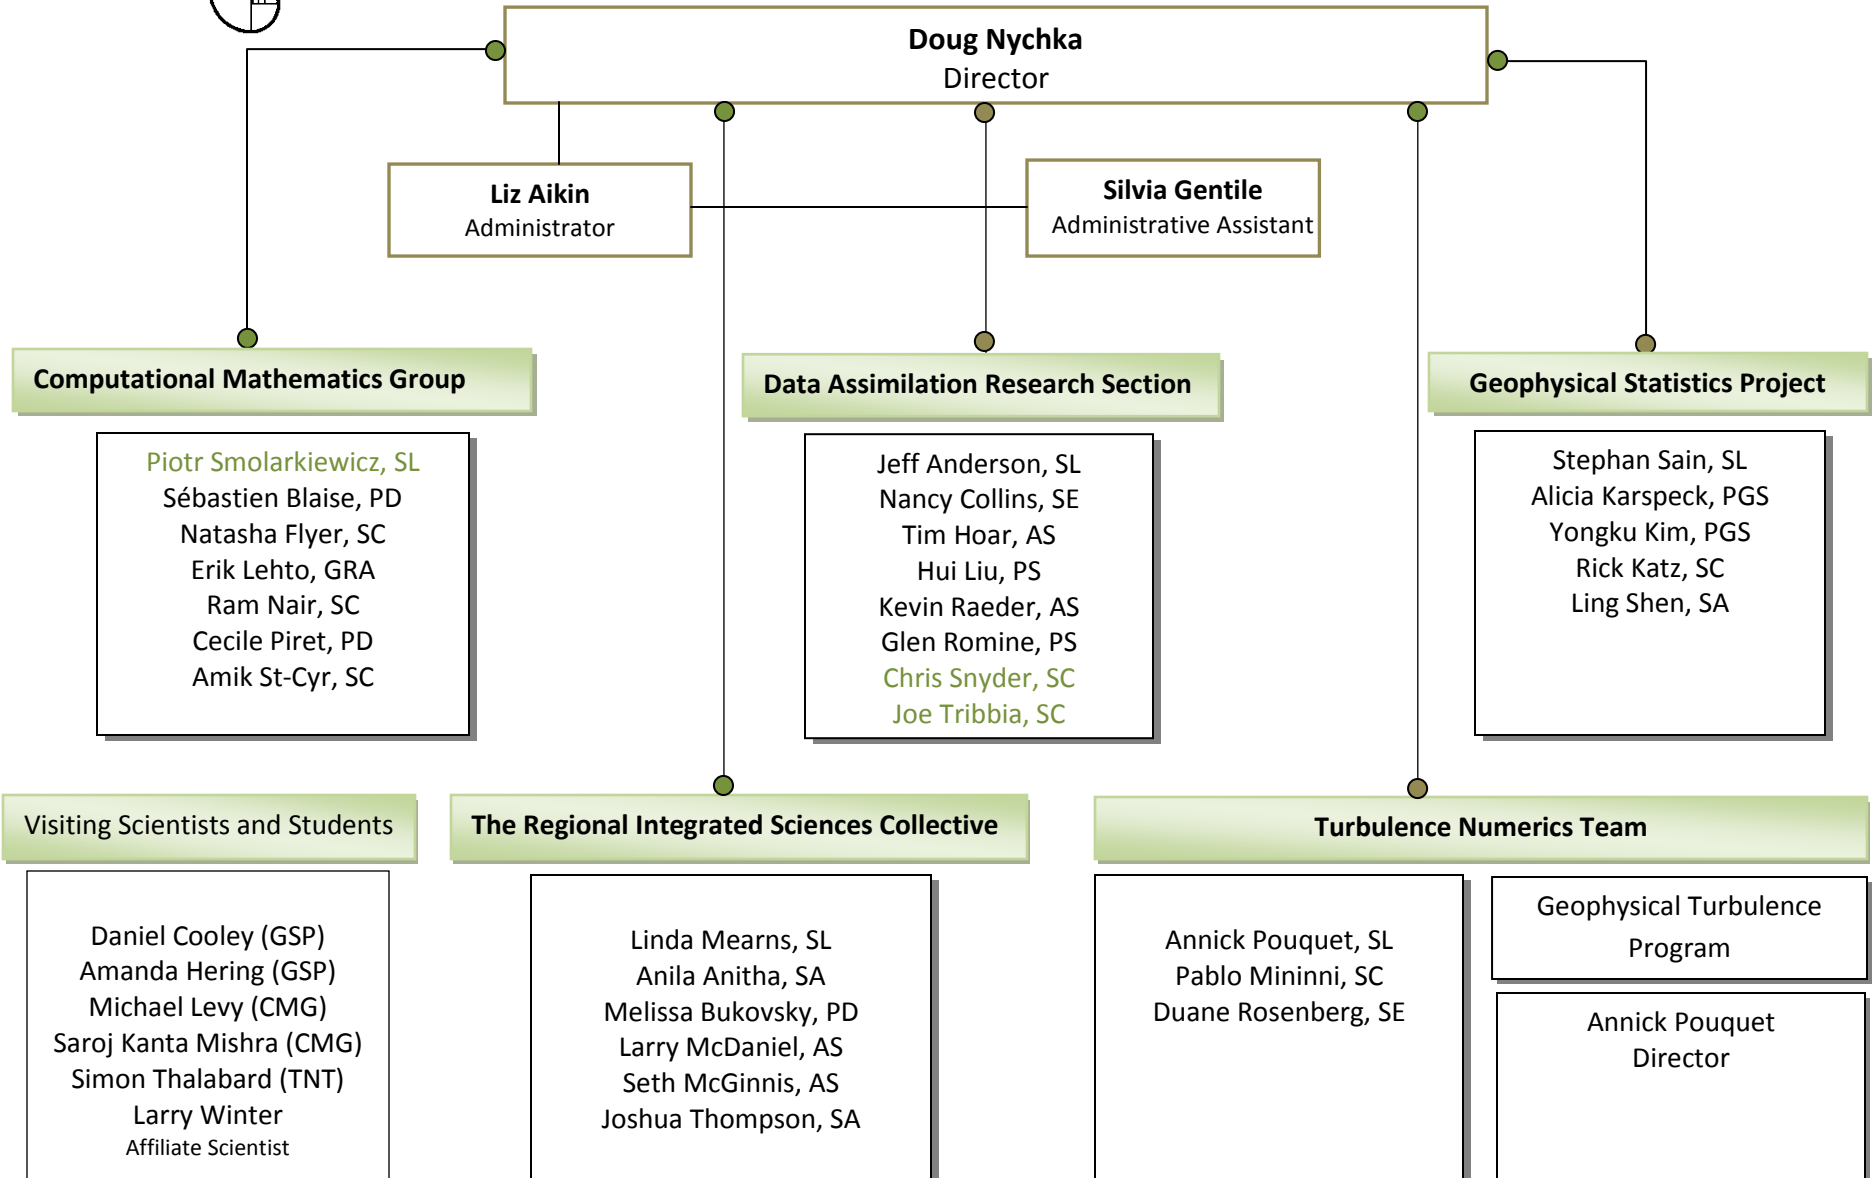 Doug Nychka
Director
Liz Aikin
Administrator
Silvia Gentile
Administrative Assistant
Computational Mathematics Group
Piotr Smolarkiewicz, SL
Sébastien Blaise, PD
Natasha Flyer, SC
Erik Lehto, GRA
Ram Nair, SC
Cecile Piret, PD
Amik St-Cyr, SC
Data Assimilation Research Section
Jeff Anderson, SL
Nancy Collins, SE
Tim Hoar, AS
Hui Liu, PS
Kevin Raeder, AS
Glen Romine, PS
Chris Snyder, SC
Joe Tribbia, SC
Geophysical Statistics Project
Stephan Sain, SL
Alicia Karspeck, PGS
Yongku Kim, PGS
Rick Katz, SC
Ling Shen, SA
Visiting Scientists and Students
Daniel Cooley (GSP)
Amanda Hering (GSP)
Michael Levy (CMG)
Saroj Kanta Mishra (CMG)
Simon Thalabard (TNT)
Larry Winter
Affiliate Scientist
The Regional Integrated Sciences Collective
Linda Mearns, SL
Anila Anitha, SA
Melissa Bukovsky, PD
Larry McDaniel, AS
Seth McGinnis, AS
Joshua Thompson, SA
Turbulence Numerics Team
Annick Pouquet, SL
Pablo Mininni, SC
Duane Rosenberg, SE
Geophysical Turbulence
Program
Annick Pouquet
Director